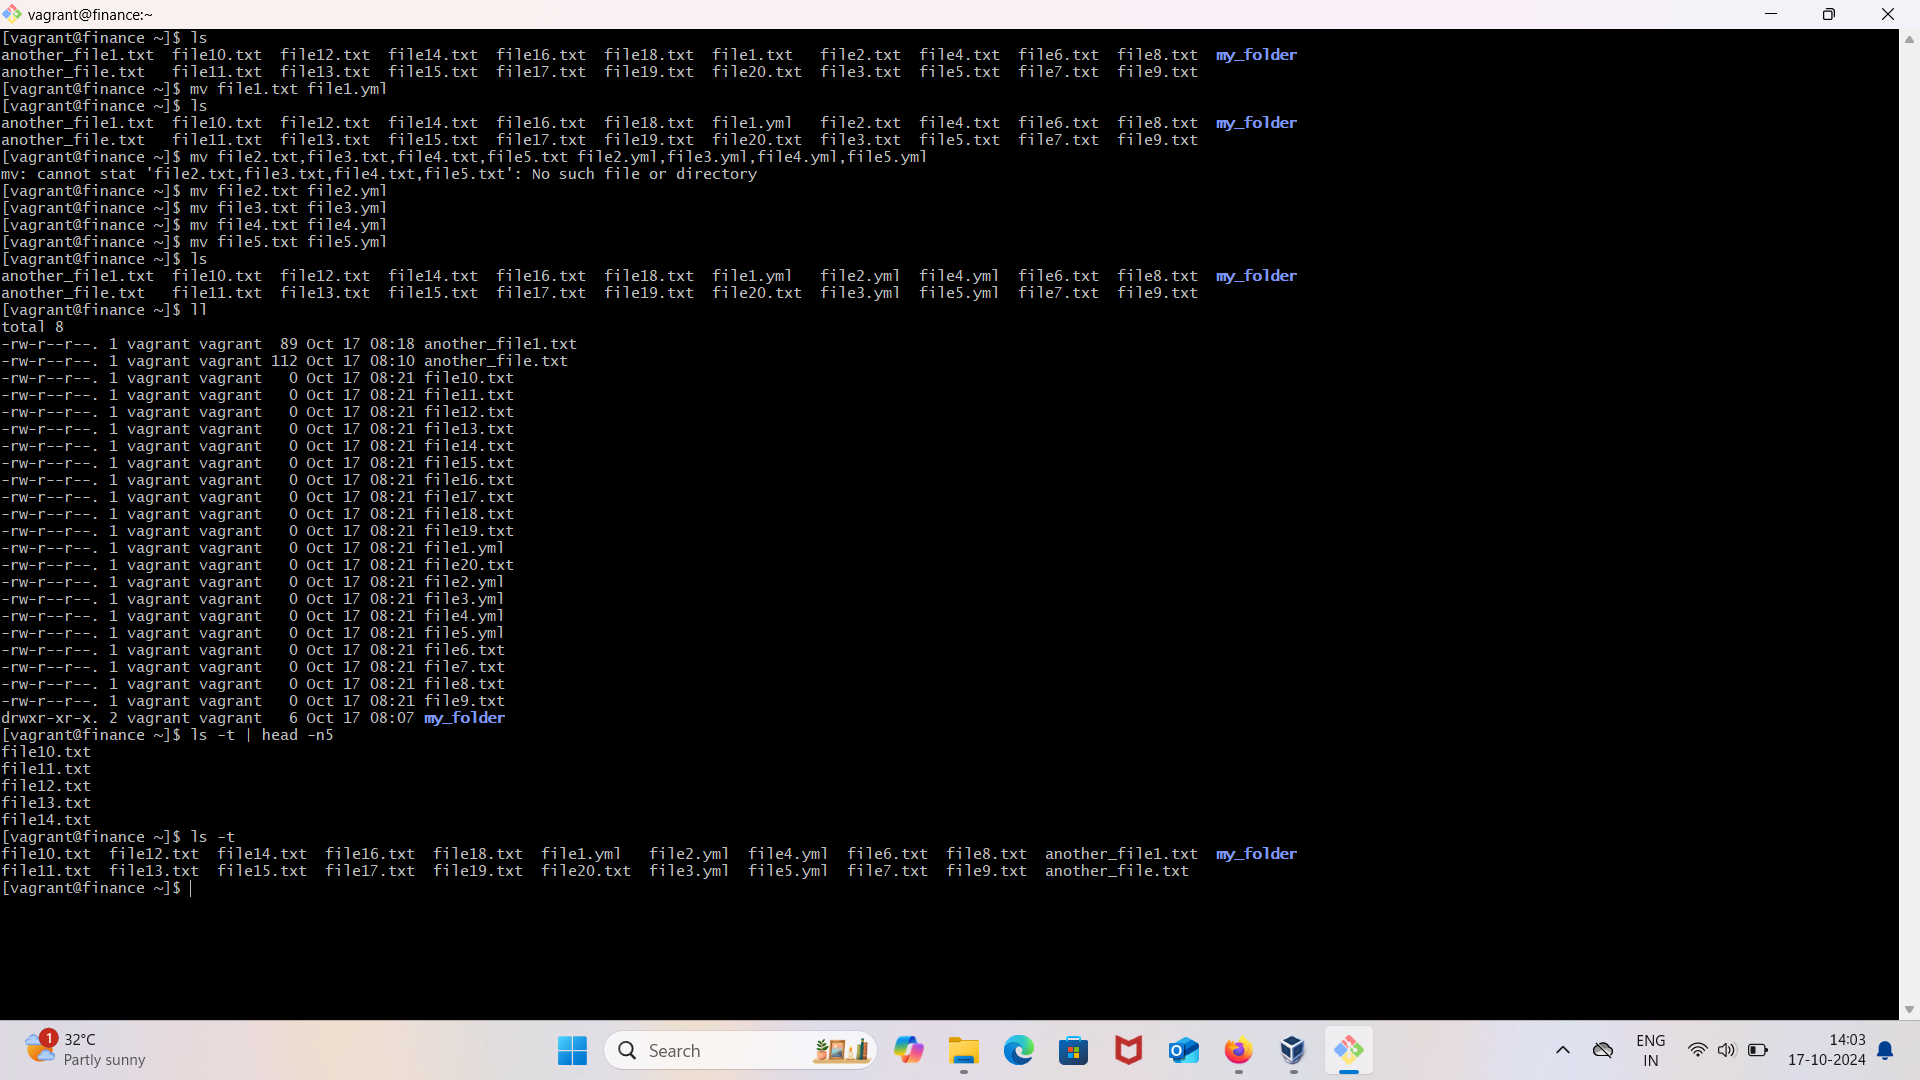 vagrant@finance:~
[vagrant@finance ~]$ ls
another_file1.txt  file10.txt  file12.txt  file14.txt  file16.txt  file18.txt  file1.txt   file2.txt  file4.txt  file6.txt  file8.txt  my_folder
another_file.txt   file11.txt  file13.txt  file15.txt  file17.txt  file19.txt  file20.txt  file3.txt  file5.txt  file7.txt  file9.txt
[vagrant@finance ~]$ mv file1.txt file1.yml
[vagrant@finance ~]$ ls
another_file1.txt  file10.txt  file12.txt  file14.txt  file16.txt  file18.txt  file1.yml   file2.txt  file4.txt  file6.txt  file8.txt  my_folder
another_file.txt   file11.txt  file13.txt  file15.txt  file17.txt  file19.txt  file20.txt  file3.txt  file5.txt  file7.txt  file9.txt
[vagrant@finance ~]$ mv file2.txt,file3.txt,file4.txt,file5.txt file2.yml,file3.yml,file4.yml,file5.yml
mv: cannot stat 'file2.txt,file3.txt,file4.txt,file5.txt': No such file or directory
[vagrant@finance ~]$ mv file2.txt file2.yml
[vagrant@finance ~]$ mv file3.txt file3.yml
[vagrant@finance ~]$ mv file4.txt file4.yml
[vagrant@finance ~]$ mv file5.txt file5.yml
[vagrant@finance ~]$ ls
another_file1.txt  file10.txt  file12.txt  file14.txt  file16.txt  file18.txt  file1.yml   file2.yml  file4.yml  file6.txt  file8.txt  my_folder
another_file.txt   file11.txt  file13.txt  file15.txt  file17.txt  file19.txt  file20.txt  file3.yml  file5.yml  file7.txt  file9.txt
[vagrant@finance ~]$ ll
total 8
-rw-r--r--. 1 vagrant vagrant  89 Oct 17 08:18 another_file1.txt
-rw-r--r--. 1 vagrant vagrant 112 Oct 17 08:10 another_file.txt
-rw-r--r--. 1 vagrant vagrant   0 Oct 17 08:21 file10.txt
-rw-r--r--. 1 vagrant vagrant   0 Oct 17 08:21 file11.txt
-rw-r--r--. 1 vagrant vagrant   0 Oct 17 08:21 file12.txt
-rw-r--r--. 1 vagrant vagrant   0 Oct 17 08:21 file13.txt
-rw-r--r--. 1 vagrant vagrant   0 Oct 17 08:21 file14.txt
-rw-r--r--. 1 vagrant vagrant   0 Oct 17 08:21 file15.txt
-rw-r--r--. 1 vagrant vagrant   0 Oct 17 08:21 file16.txt
-rw-r--r--. 1 vagrant vagrant   0 Oct 17 08:21 file17.txt
-rw-r--r--. 1 vagrant vagrant   0 Oct 17 08:21 file18.txt
-rw-r--r--. 1 vagrant vagrant   0 Oct 17 08:21 file19.txt
-rw-r--r--. 1 vagrant vagrant   0 Oct 17 08:21 file1.yml
-rw-r--r--. 1 vagrant vagrant   0 Oct 17 08:21 file20.txt
-rw-r--r--. 1 vagrant vagrant   0 Oct 17 08:21 file2.yml
-rw-r--r--. 1 vagrant vagrant   0 Oct 17 08:21 file3.yml
-rw-r--r--. 1 vagrant vagrant   0 Oct 17 08:21 file4.yml
-rw-r--r--. 1 vagrant vagrant   0 Oct 17 08:21 file5.yml
-rw-r--r--. 1 vagrant vagrant   0 Oct 17 08:21 file6.txt
-rw-r--r--. 1 vagrant vagrant   0 Oct 17 08:21 file7.txt
-rw-r--r--. 1 vagrant vagrant   0 Oct 17 08:21 file8.txt
-rw-r--r--. 1 vagrant vagrant   0 Oct 17 08:21 file9.txt
drwxr-xr-x. 2 vagrant vagrant   6 Oct 17 08:07 my_folder
[vagrant@finance ~]$ ls -t | head -n5
file10.txt
file11.txt
file12.txt
file13.txt
file14.txt
[vagrant@finance ~]$ ls -t
file10.txt  file12.txt  file14.txt  file16.txt  file18.txt  file1.yml   file2.yml  file4.yml  file6.txt  file8.txt  another_file1.txt  my_folder
file11.txt  file13.txt  file15.txt  file17.txt  file19.txt  file20.txt  file3.yml  file5.yml  file7.txt  file9.txt  another_file.txt
[vagrant@finance ~]$
1
32°C
Partly sunny
Search
ENG
IN
14:03
17-10-2024